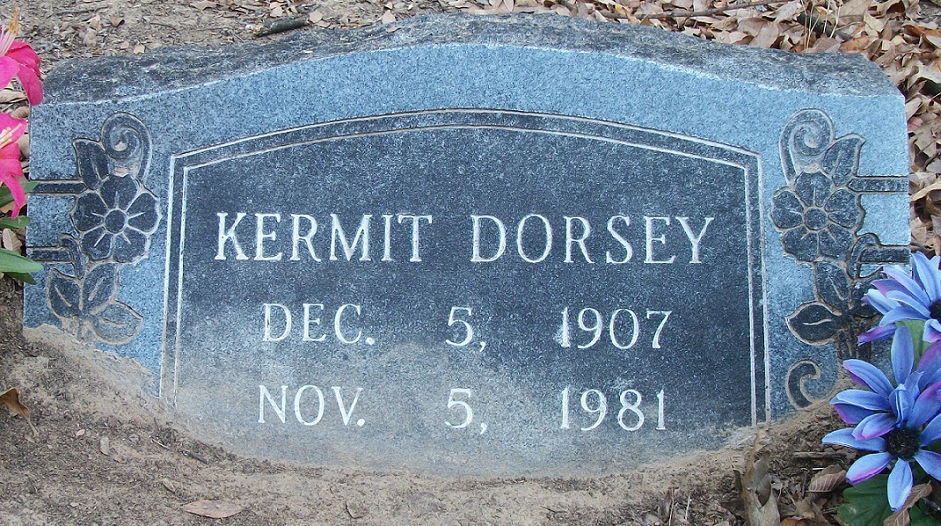 KERMIT DORSEY
DEC. 5, 1907
NOV. 5, 1981